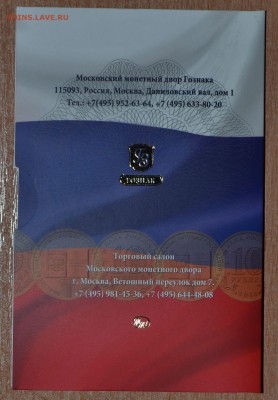 COINS.LAVE.RU
Московский монетный двор Гознака
115093, Россия, Москва, Даниловский вал, дом 1
Тел.: +7(495) 952-63-64, +7 (495) 633-80-20
ГОЗНАК
Торговый салон
Московского монетного двора
г. Москва, Ветошный переулок дом 7.
+7 (495) 981-45-36, +7 (495) 644-48-08